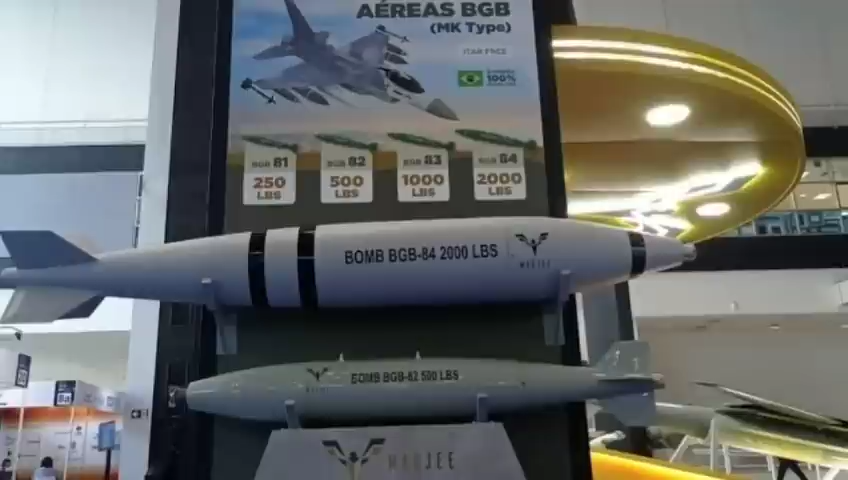 AÉREAS BGB
(MK Type)
ITAR FREE
100%
BGB 81
BGB 82
BGB 83
BGB 84
250
LBS
500
LBS
1000
LBS
2000
LBS
BOMB BGB-84 2000 LBS
BOMB BGB-82 500 LBS